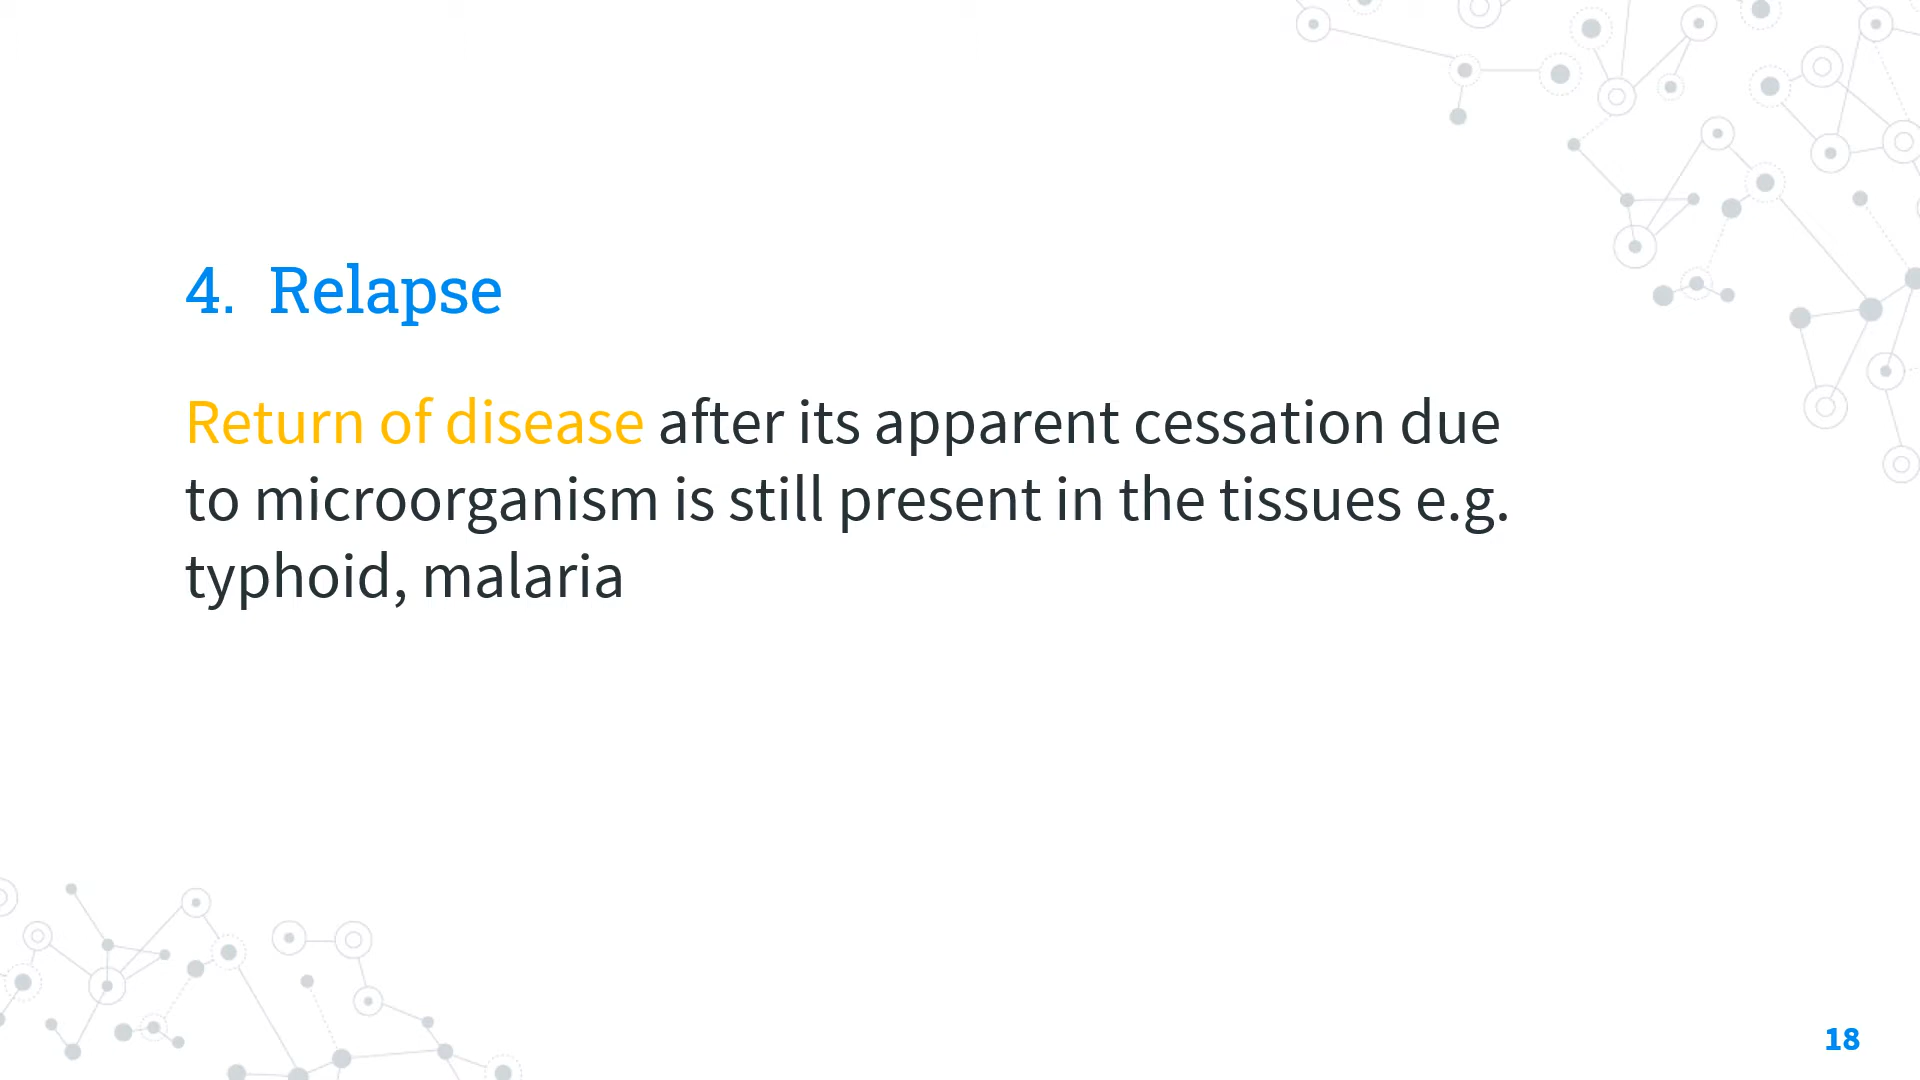 4. Relapse
Return of disease after its apparent cessation due
to microorganism is still present in the tissues e.g.
typhoid, malaria
18